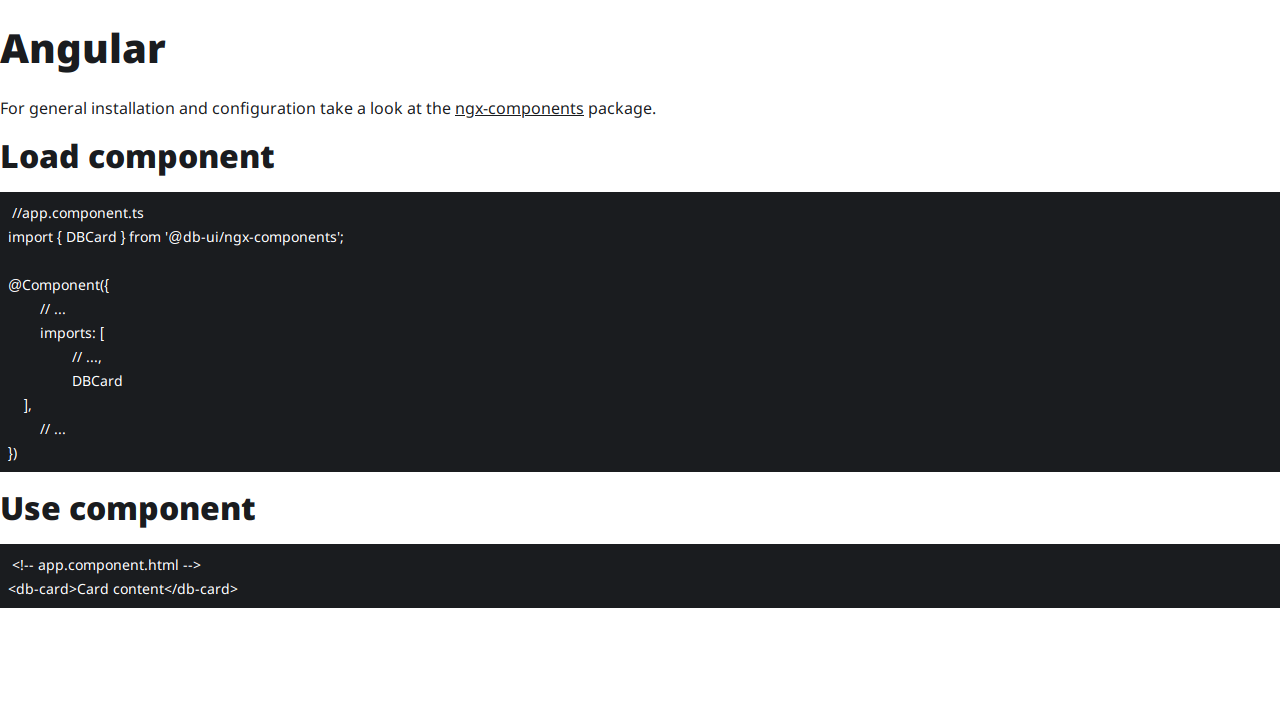 Angular
For general installation and configuration take a look at the ngx-components package.
Load component
//app.component.ts
import { DBCard } from '@db-ui/ngx-components';
@Component({
// ...
imports: [
// ...,
DBCard
],
// ...
})
Use component
<!-- app.component.html -->
<db-card>Card content</db-card>